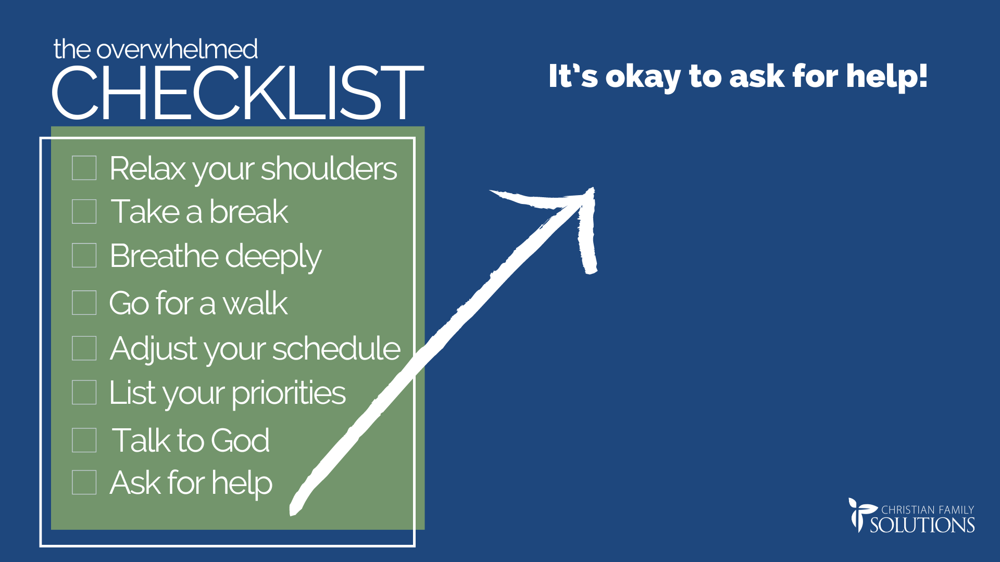 the overwhelmed
CHECKLIST
Relax your shoulders
Take a break
Breathe deeply
Go for a walk
Adjust your schedule
List your priorities
Talk to God
Ask for help
It’s okay to ask for help!
CHRISTIAN FAMILY
SOLUTIONS